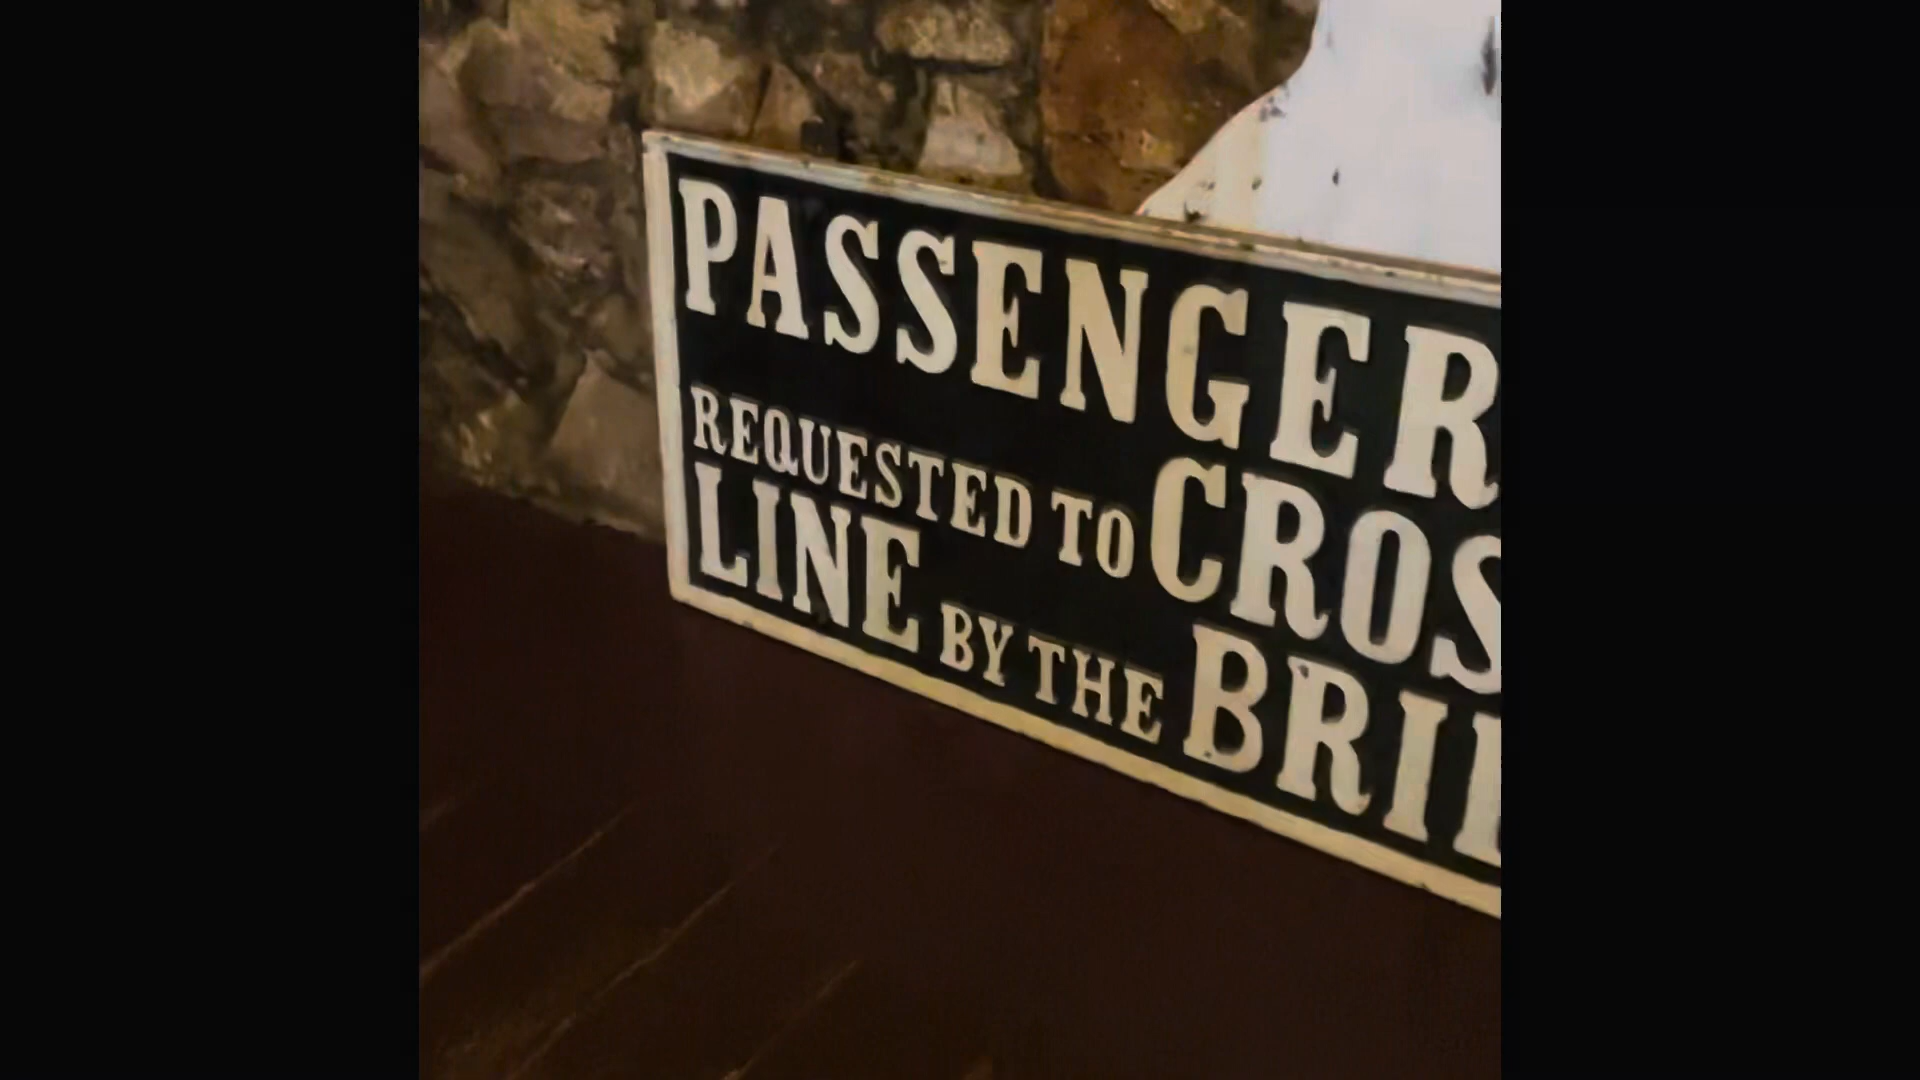 PASSENGER
REQUESTED TO CROS
LINE BY THE BRI